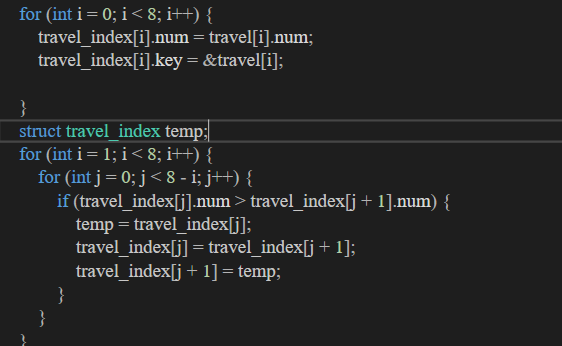 for (int i = 0; i < 8; i++) {
travel_index[i].num = travel[i].num;
travel_index[i].key = &travel[i];
}
struct travel_index temp;
for (int i = 1; i < 8; i++) {
for (int j = 0; j < 8 - i; j++) {
if (travel_index[j].num > travel_index[j + 1].num) {
temp = travel_index[j];
travel_index[j] = travel_index[j + 1];
travel_index[j + 1] = temp;
}
}
}